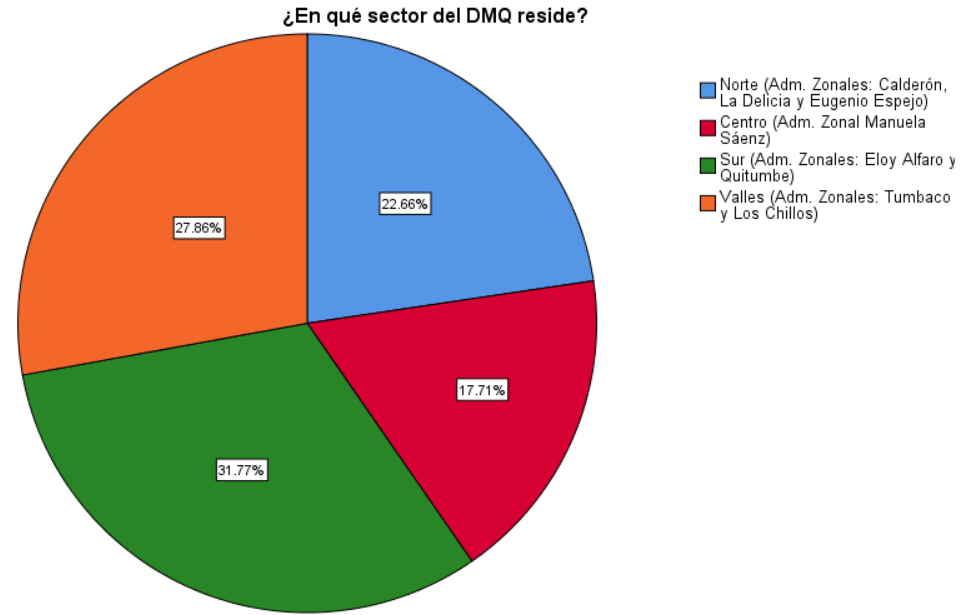 ¿En qué sector del DMQ reside?
Norte (Adm. Zonales: Calderón,
La Delicia y Eugenio Espejo)
Centro (Adm. Zonal Manuela
Sáenz)
Sur (Adm. Zonales: Eloy Alfaro y
Quitumbe)
Valles (Adm. Zonales: Tumbaco
y Los Chillos)
22.66%
27.86%
17.71%
31.77%